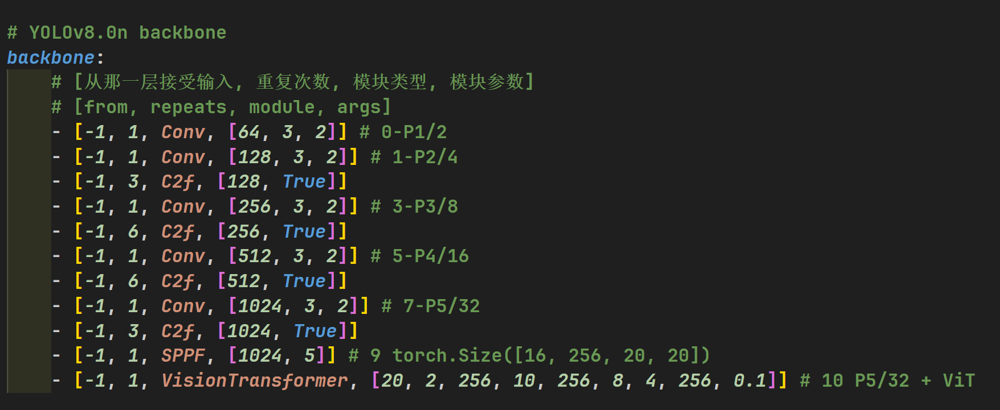 # YOLOv8.0n backbone
backbone:
# [从那一层接受输入, 重复次数, 模块类型, 模块参数]
# [from, repeats, module, args]
- [-1, 1, Conv, [64, 3, 2]] # 0-P1/2
- [-1, 1, Conv, [128, 3, 2]] # 1-P2/4
- [-1, 3, C2f, [128, True]]
- [-1, 1, Conv, [256, 3, 2]] # 3-P3/8
- [-1, 6, C2f, [256, True]]
- [-1, 1, Conv, [512, 3, 2]] # 5-P4/16
- [-1, 6, C2f, [512, True]]
- [-1, 1, Conv, [1024, 3, 2]] # 7-P5/32
- [-1, 3, C2f, [1024, True]]
- [-1, 1, SPPF, [1024, 5]] # 9 torch.Size([16, 256, 20, 20])
- [-1, 1, VisionTransformer, [20, 2, 256, 10, 256, 8, 4, 256, 0.1]] # 10 P5/32 + ViT